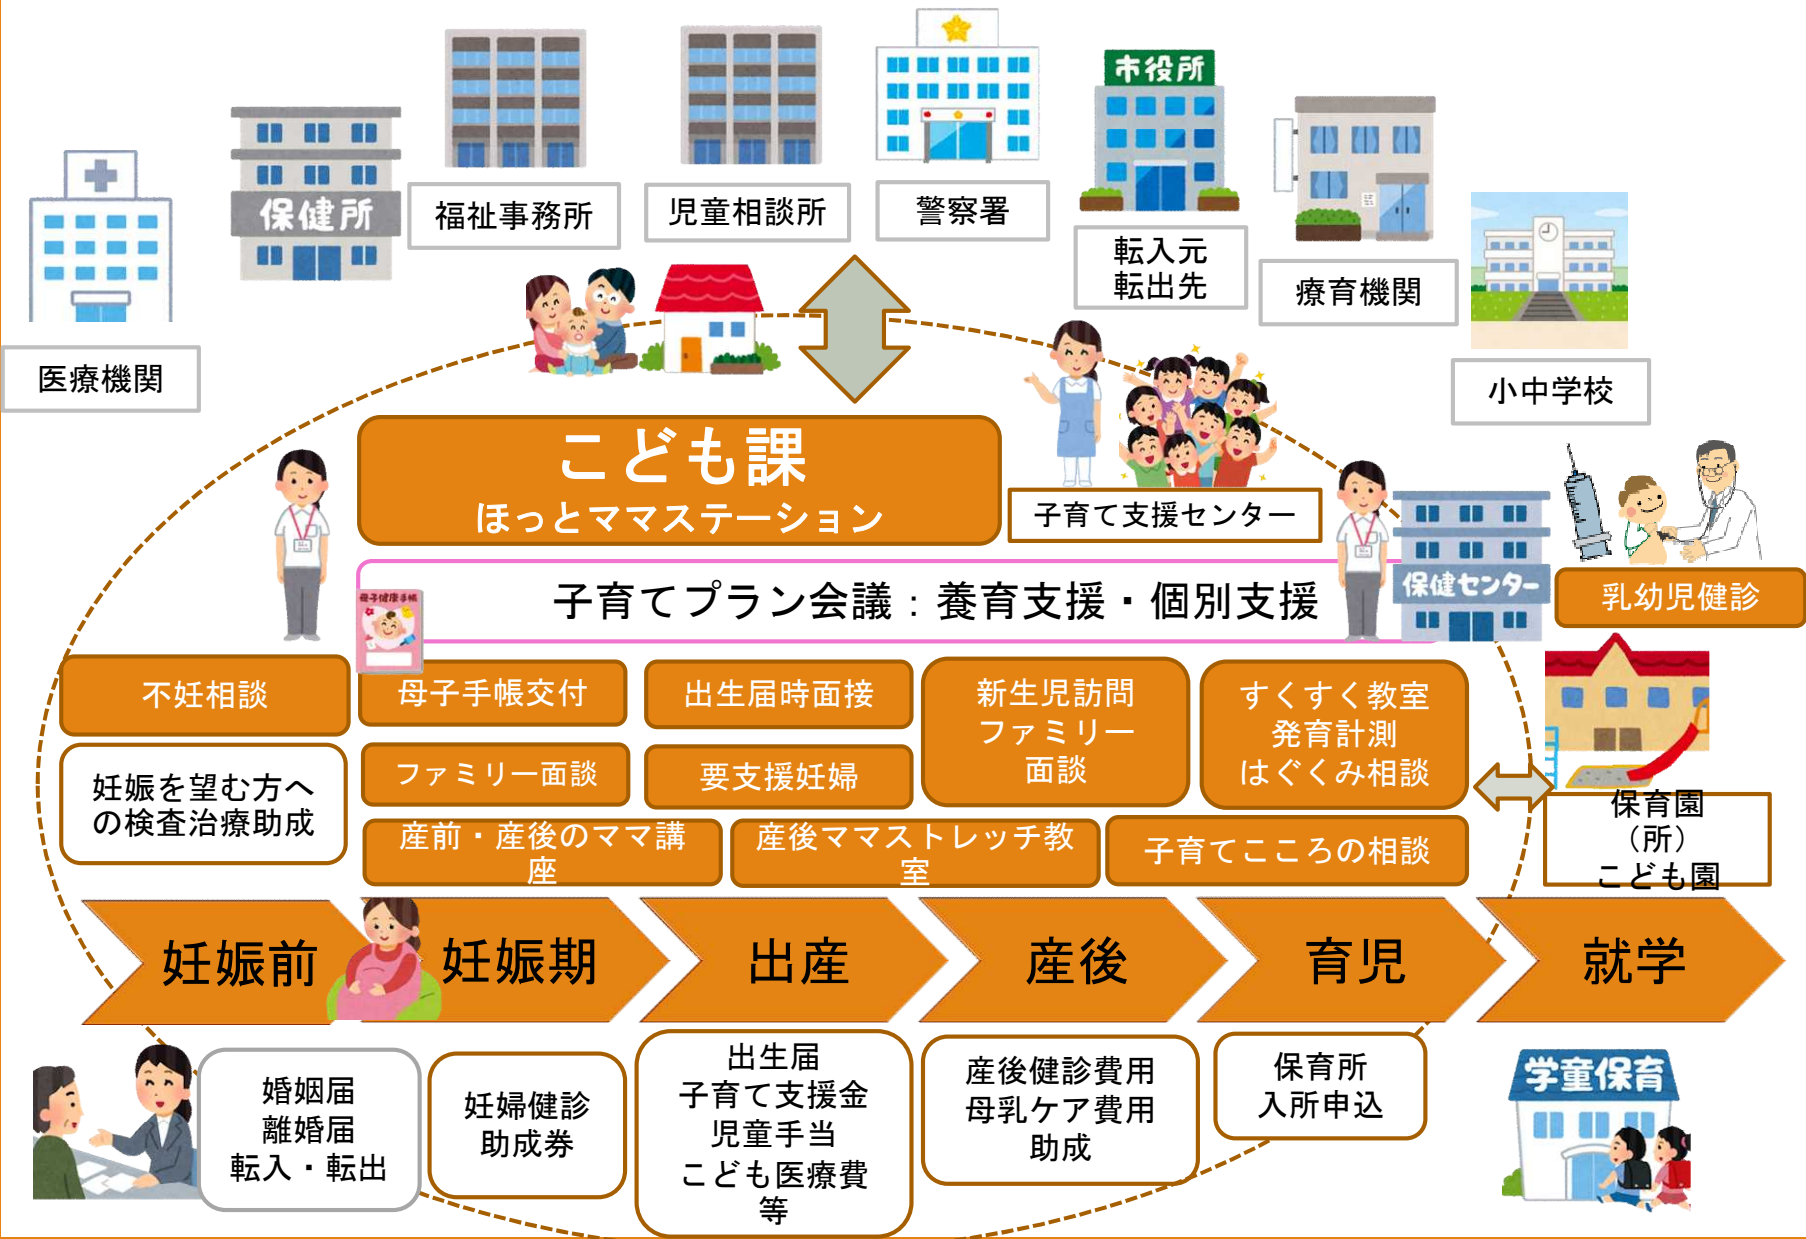 市役所
保健所
福祉事務所
児童相談所
警察署
転入元
転出先
療育機関
医療機関
小中学校
こども課
ほっとママステーション
子育て支援センター
子育てプラン会議：養育支援・個別支援
母子健康手帳
保健センター
乳幼児健診
不妊相談
母子手帳交付
出生届時面接
新生児訪問
ファミリー
面談
すくすく教室
発育計測
はぐくみ相談
妊娠を望む方へ
の検査治療助成
ファミリー面談
要支援妊婦
産前・産後のママ講
座
産後ママストレッチ教
室
子育てこころの相談
保育園
（所）
こども園
妊娠前
妊娠期
出産
産後
育児
就学
婚姻届
離婚届
転入・転出
妊婦健診
助成券
出生届
子育て支援金
児童手当
こども医療費
等
産後健診費用
母乳ケア費用
助成
保育所
入所申込
学童保育